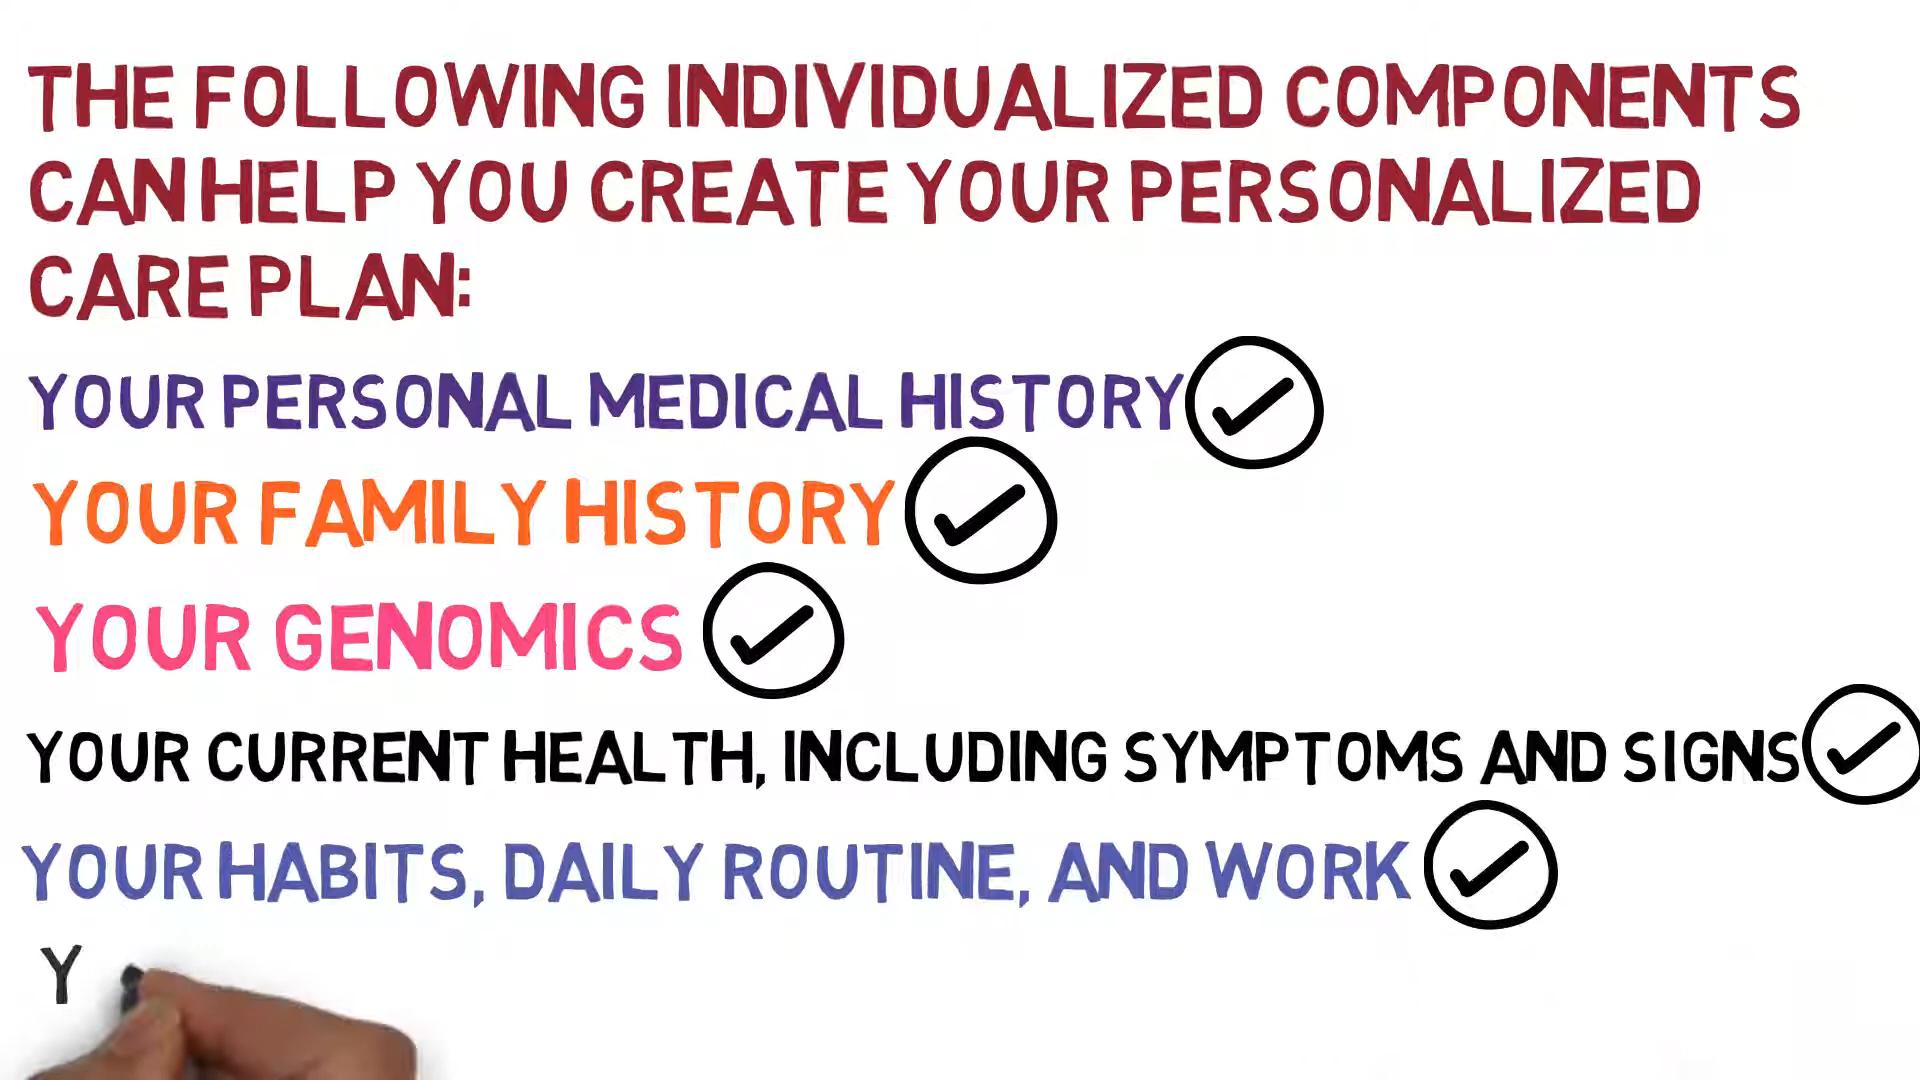 THE FOLLOWING INDIVIDUALIZED COMPONENTS
CAN HELP YOU CREATE YOUR PERSONALIZED
CARE PLAN:
YOUR PERSONAL MEDICAL HISTORY
YOUR FAMILY HISTORY
YOUR GENOMICS
YOUR CURRENT HEALTH, INCLUDING SYMPTOMS AND SIGNS
YOUR HABITS, DAILY ROUTINE, AND WORK
Y